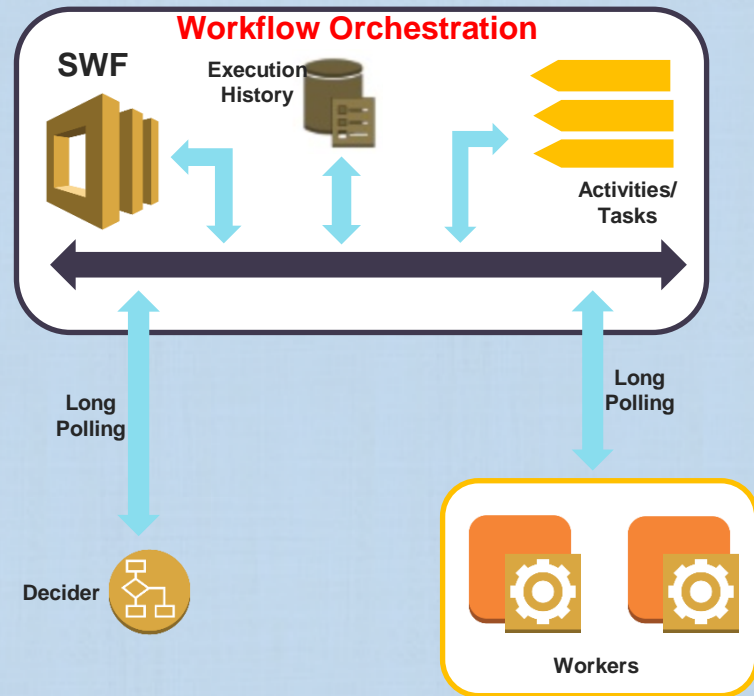 Workflow Orchestration
SWF
Execution
History
Activities/
Tasks
Long
Polling
Long
Polling
Decider
Workers